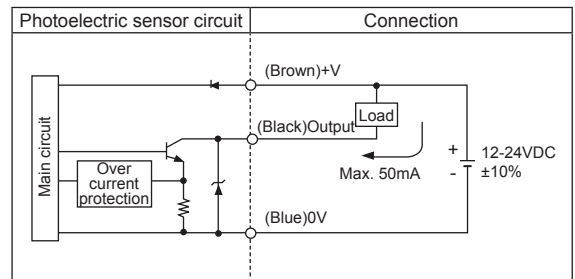 Photoelectric sensor circuit
Connection
(Brown)+V
Load
(Black)Output
Main circuit
Over
current
protection
Max. 50mA
+
-
12-24VDC
±10%
(Blue)0V